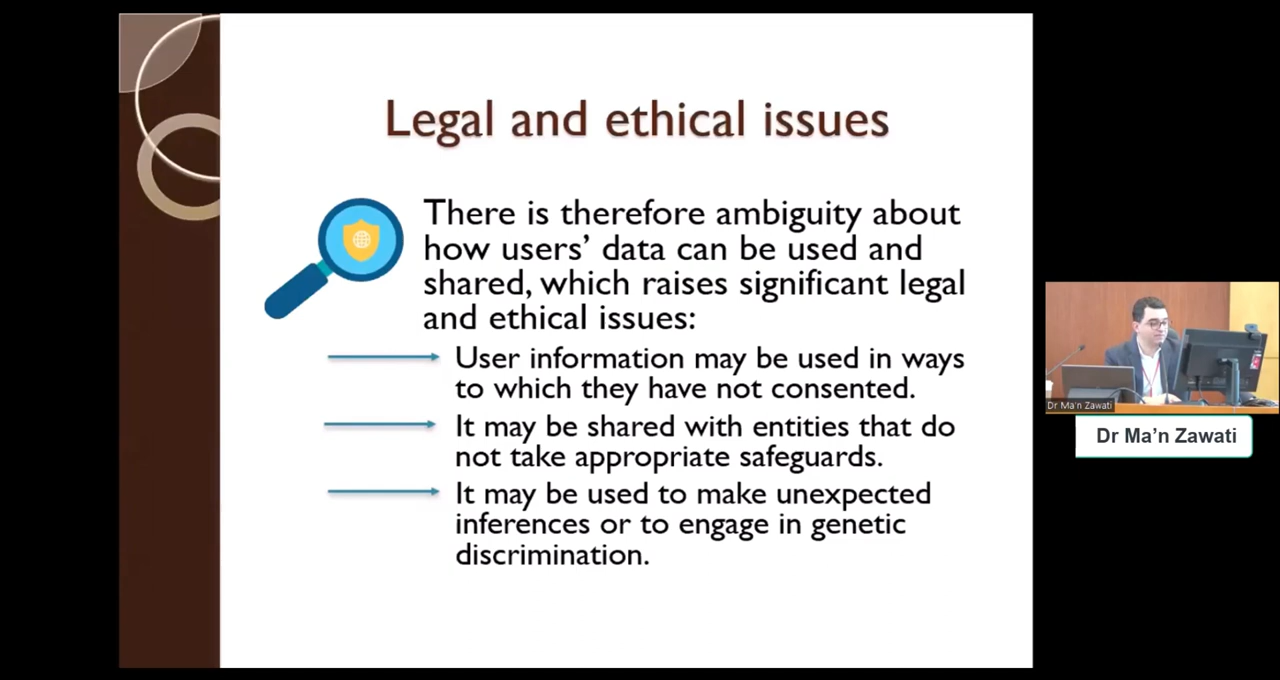 Legal and ethical issues
There is therefore ambiguity about
how users’ data can be used and
shared, which raises significant legal
and ethical issues:
User information may be used in ways
to which they have not consented.
It may be shared with entities that do
not take appropriate safeguards.
It may be used to make unexpected
inferences or to engage in genetic
discrimination.
Dr Ma'n Zawati
Dr Ma’n Zawati